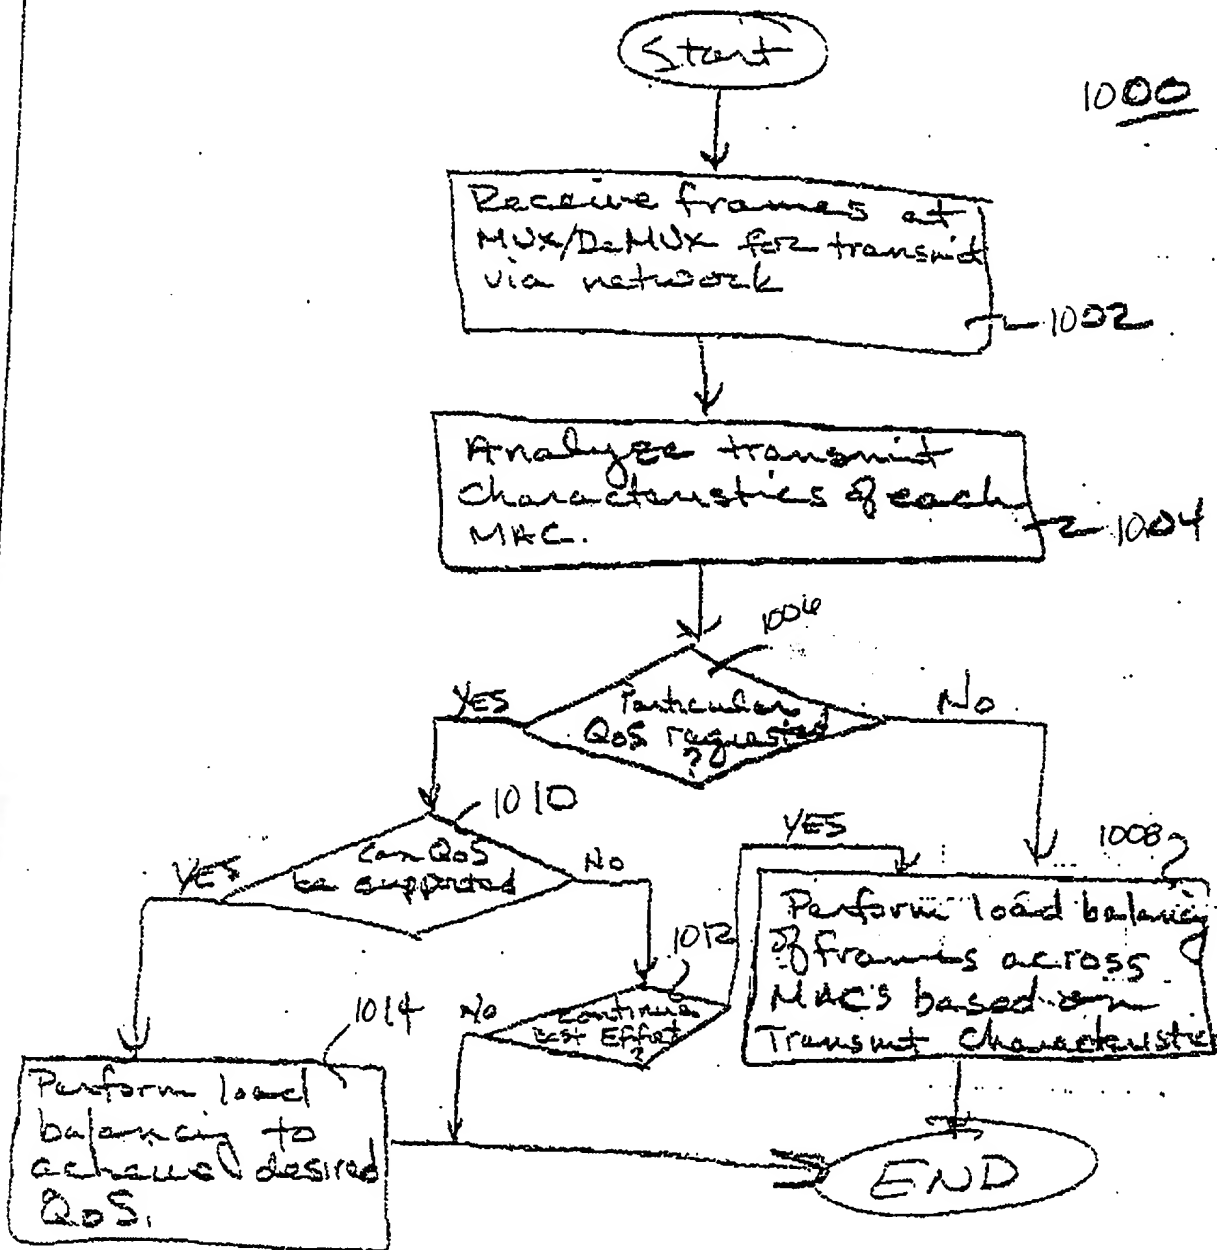 Start
1000
Receive frames at
MUX/DeMUX for transmit
via network
1002
Analyze transmit
characteristics of each
MAC.
1004
1006
YES
Particular
QoS requested
?
No
1010
YES
Can QoS
be supported
No
YES
1008
Perform load balancing
of frames across
MAC's based on
Transmit Characteristic
1012
No
Continue
Best Effort
?
1014
Perform load
balancing to
achieve desired
QoS.
END